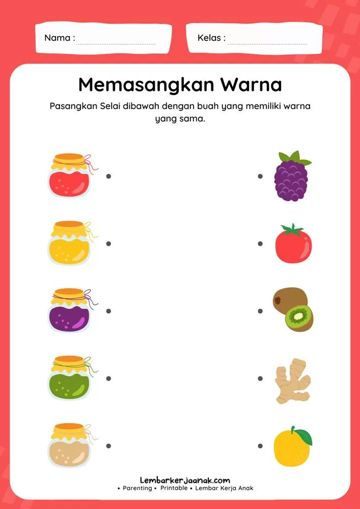 Nama :
Kelas :
Memasangkan Warna
Pasangkan Selai dibawah dengan buah yang memiliki warna
yang sama.
Lembarkerjaanak.com
• Parenting • Printable • Lembar Kerja Anak